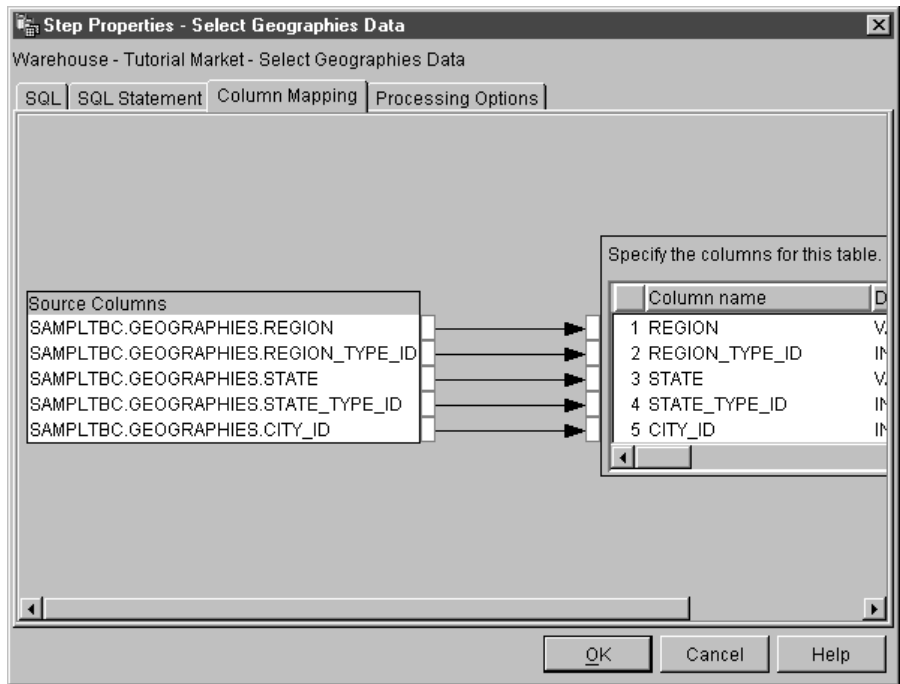 Step Properties - Select Geographies Data
Warehouse - Tutorial Market - Select Geographies Data
SQL SQL Statement Column Mapping Processing Options
Specify the columns for this table.
Column name D
Source Columns
SAMPLTBC.GEOGRAPHIES.REGION 1 REGION
SAMPLTBC.GEOGRAPHIES.REGION_TYPE_ID 2 REGION_TYPE_ID
SAMPLTBC.GEOGRAPHIES.STATE 3 STATE
SAMPLTBC.GEOGRAPHIES.STATE_TYPE_ID 4 STATE_TYPE_ID
SAMPLTBC.GEOGRAPHIES.CITY_ID 5 CITY_ID
OK Cancel Help